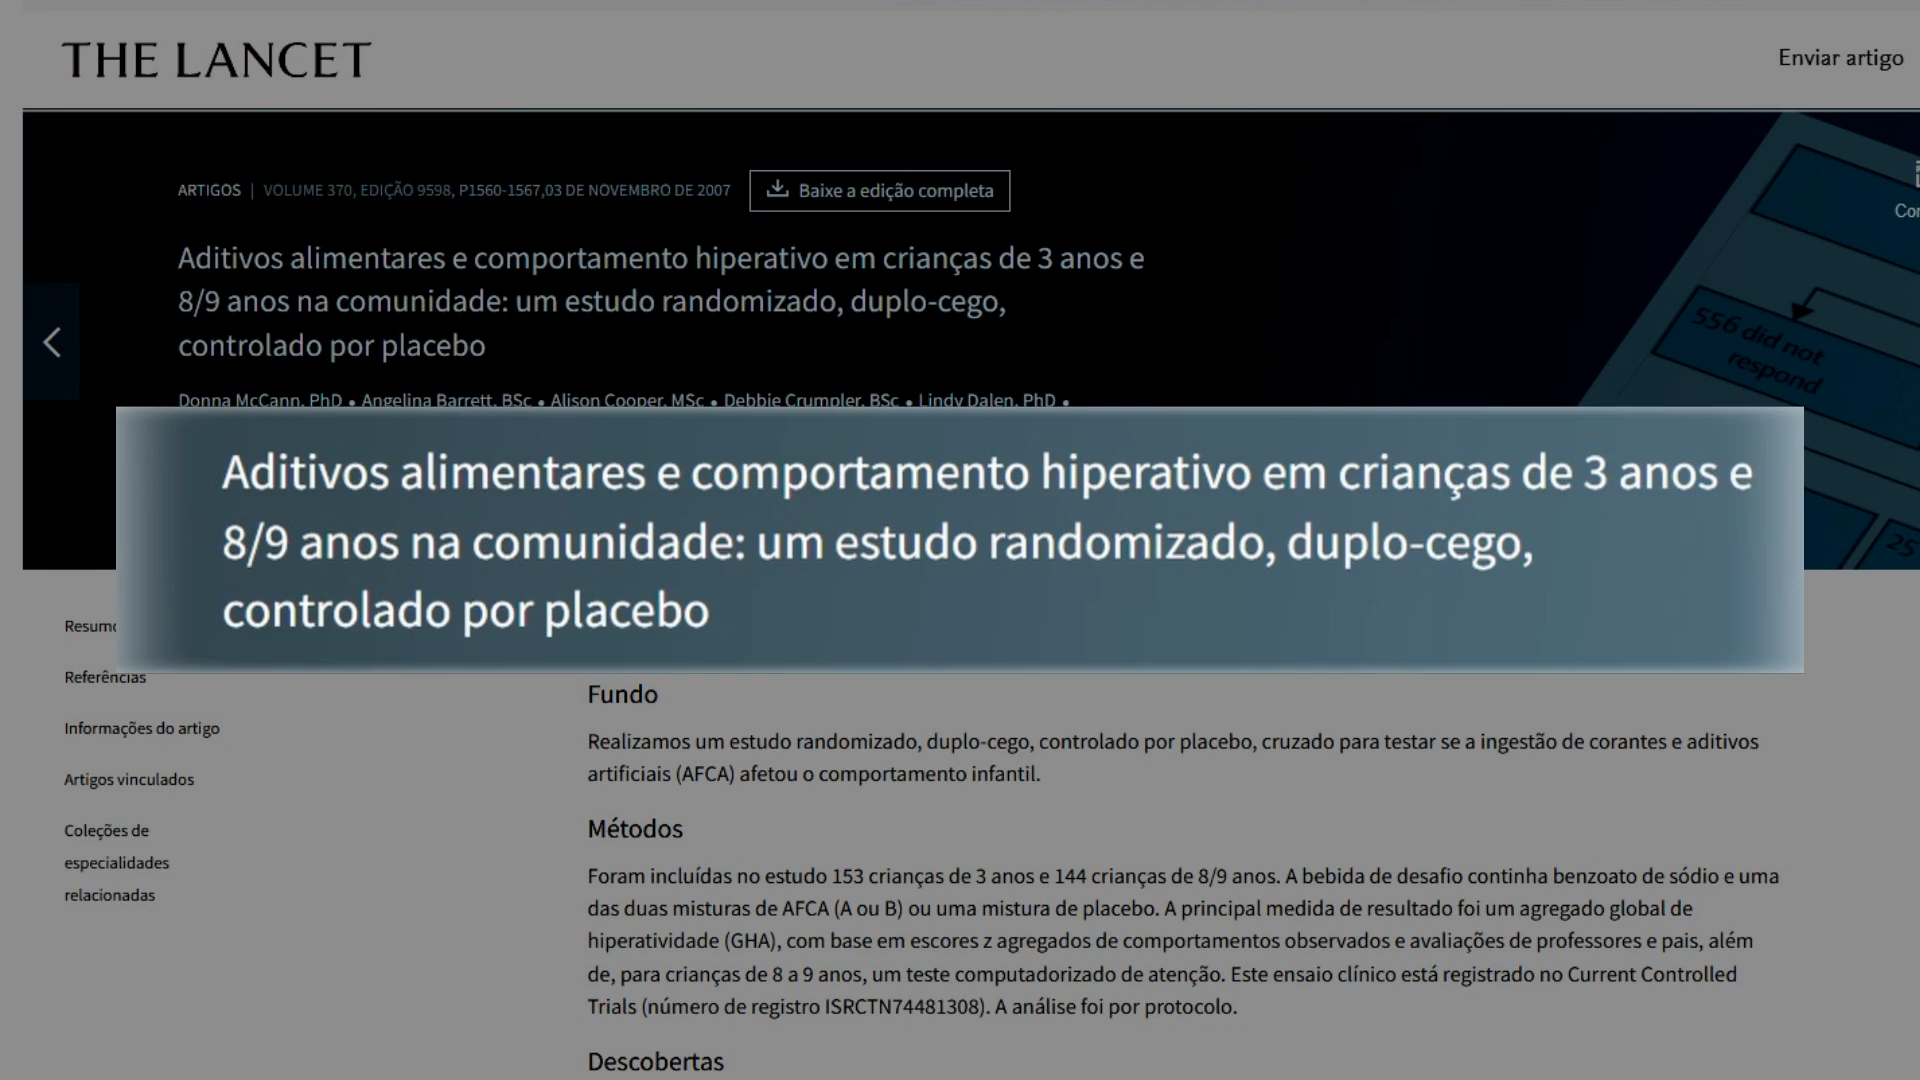 THE LANCET
Enviar artigo
ARTIGOS | VOLUME 370, EDIÇÃO 9598, P1560-1567,03 DE NOVEMBRO DE 2007
Baixe a edição completa
Aditivos alimentares e comportamento hiperativo em crianças de 3 anos e
8/9 anos na comunidade: um estudo randomizado, duplo-cego,
controlado por placebo
Donna McCann, PhD • Angelina Barrett, BSc • Alison Cooper, MSc • Debbie Crumpler, BSc • Lindy Dalen, PhD •
556 did not
respond
25
Aditivos alimentares e comportamento hiperativo em crianças de 3 anos e
8/9 anos na comunidade: um estudo randomizado, duplo-cego,
controlado por placebo
Referências
Informações do artigo
Artigos vinculados
Coleções de
especialidades
relacionadas
Fundo
Realizamos um estudo randomizado, duplo-cego, controlado por placebo, cruzado para testar se a ingestão de corantes e aditivos
artificiais (AFCA) afetou o comportamento infantil.
Métodos
Foram incluídas no estudo 153 crianças de 3 anos e 144 crianças de 8/9 anos. A bebida de desafio continha benzoato de sódio e uma
das duas misturas de AFCA (A ou B) ou uma mistura de placebo. A principal medida de resultado foi um agregado global de
hiperatividade (GHA), com base em escores z agregados de comportamentos observados e avaliações de professores e pais, além
de, para crianças de 8 a 9 anos, um teste computadorizado de atenção. Este ensaio clínico está registrado no Current Controlled
Trials (número de registro ISRCTN74481308). A análise foi por protocolo.
Descobertas